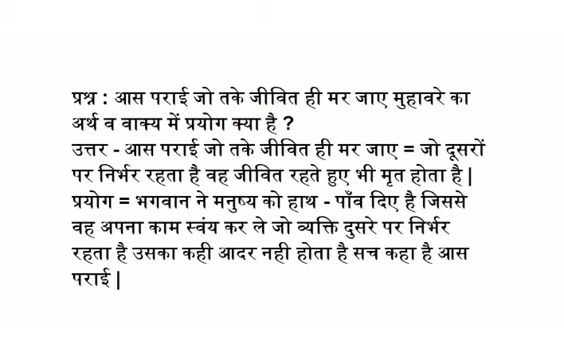 प्रश्न : आस पराई जो तके जीवित ही मर जाए मुहावरे का
अर्थ व वाक्य में प्रयोग क्या है ?
उत्तर - आस पराई जो तके जीवित ही मर जाए = जो दूसरों
पर निर्भर रहता है वह जीवित रहते हुए भी मृत होता है |
प्रयोग = भगवान ने मनुष्य को हाथ - पाँव दिए है जिससे
वह अपना काम स्वंय कर ले जो व्यक्ति दुसरे पर निर्भर
रहता है उसका कही आदर नही होता है सच कहा है आस
पराई |